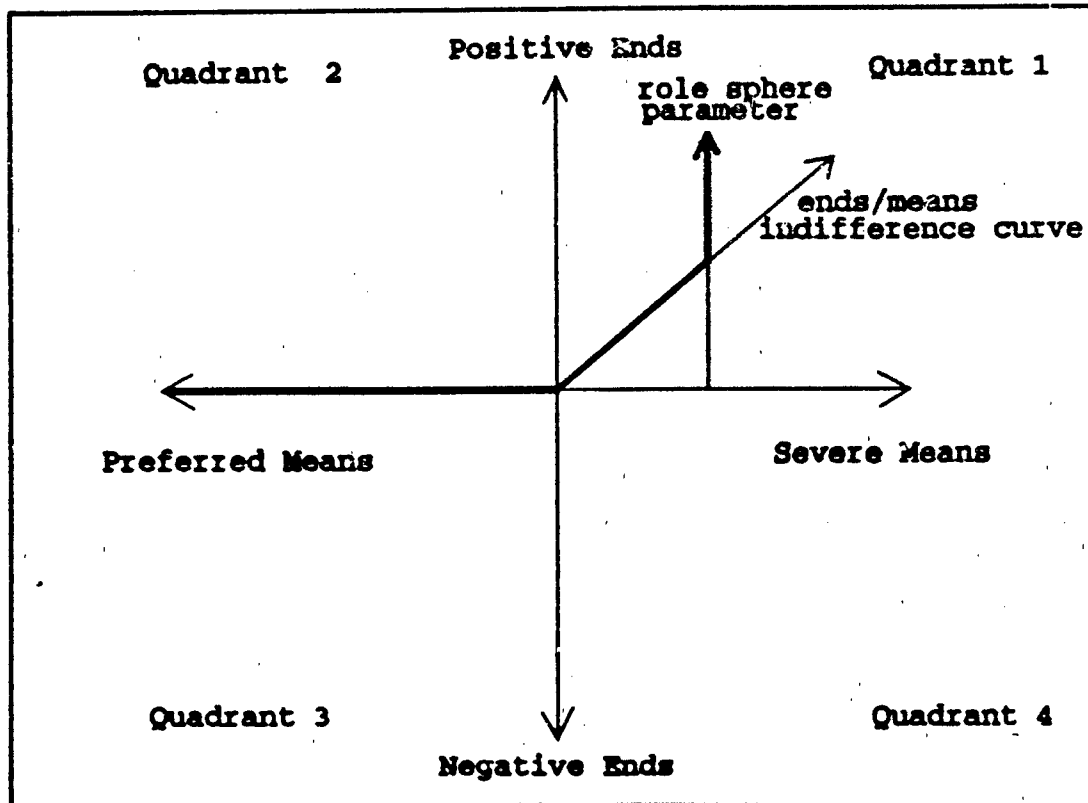 Positive Ends
Quadrant 2
Quadrant 1
role sphere
parameter
ends/means
indifference curve
Preferred Means
Severe Means
Quadrant 3
Quadrant 4
Negative Ends